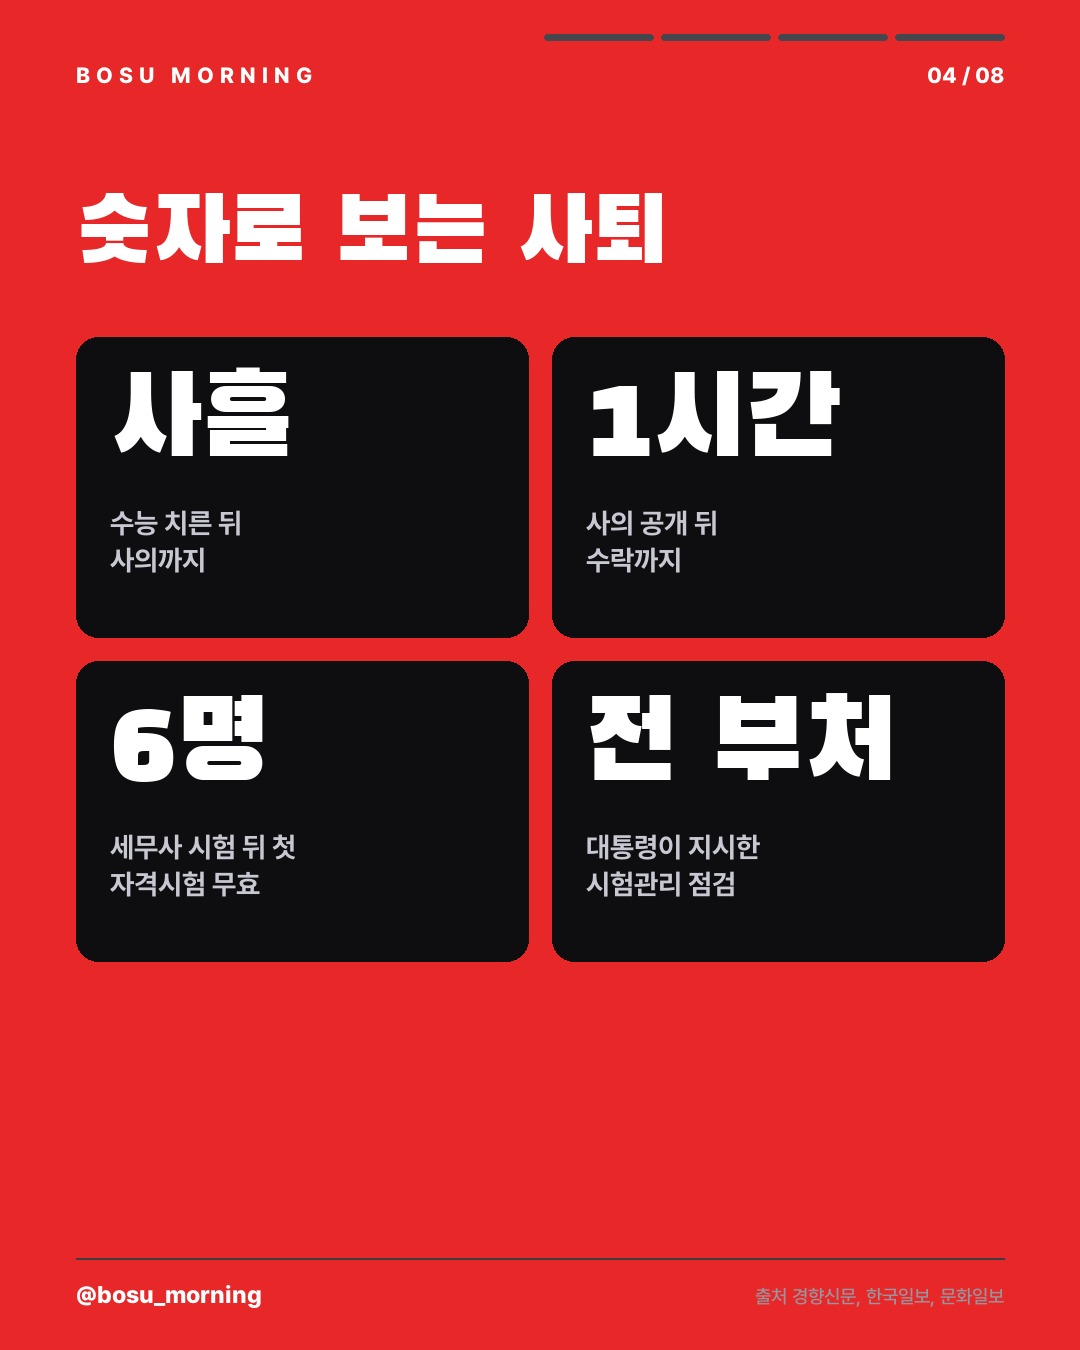 BOSU MORNING
04 / 08
숫자로 보는 사퇴
사흘
수능 치른 뒤
사의까지
1시간
사의 공개 뒤
수락까지
6명
세무사 시험 뒤 첫
자격시험 무효
전 부처
대통령이 지시한
시험관리 점검
@bosu_morning
출처 경향신문, 한국일보, 문화일보